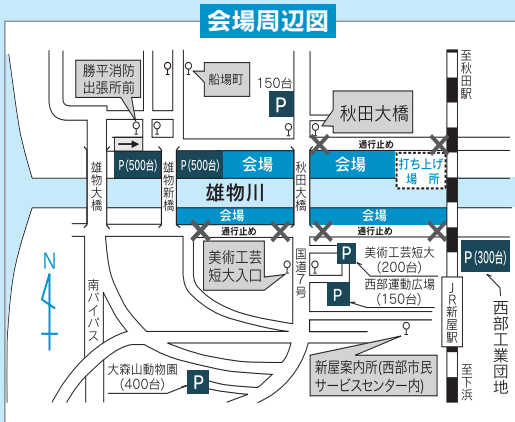 会場周辺図
至秋田駅
勝平消防
出張所前
船場町
150台
P
秋田大橋
通行止め
P(500台)
P(500台)
会場
会場
打ち上げ
場所
雄物大橋
雄物新橋
雄物川
秋田大橋
会場
会場
通行止め
通行止め
美術工芸
短大入口
国道7号
P
美術工芸短大
(200台)
P
西部運動広場
(150台)
P(300台)
西部工業団地
N
南バイパス
JR新屋駅
大森山動物園
(400台)
P
新屋案内所(西部市民
サービスセンター内)
至下浜